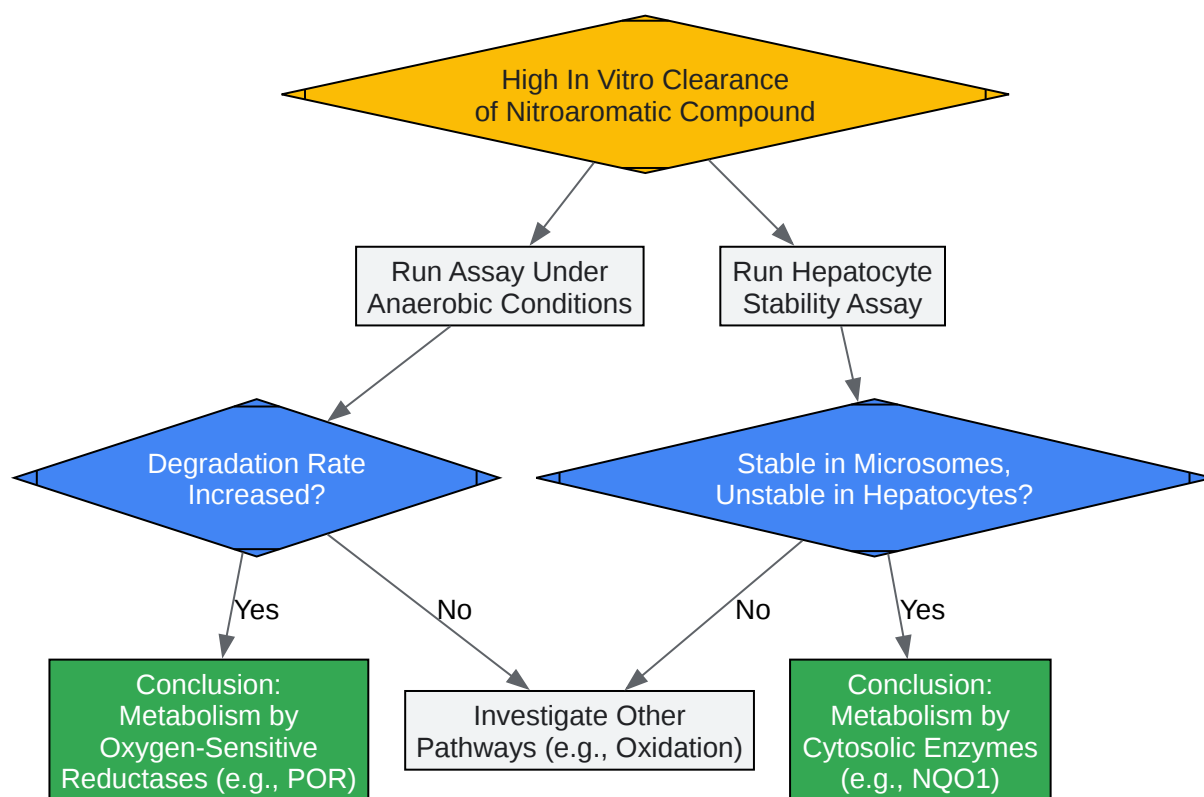 High In Vitro Clearance
of Nitroaromatic Compound
Run Assay Under
Anaerobic Conditions
Run Hepatocyte
Stability Assay
Degradation Rate
Increased?
Stable in Microsomes,
Unstable in Hepatocytes?
Yes
No
No
Yes
Conclusion:
Metabolism by
Oxygen-Sensitive
Reductases (e.g., POR)
Investigate Other
Pathways (e.g., Oxidation)
Conclusion:
Metabolism by
Cytosolic Enzymes
(e.g., NQO1)